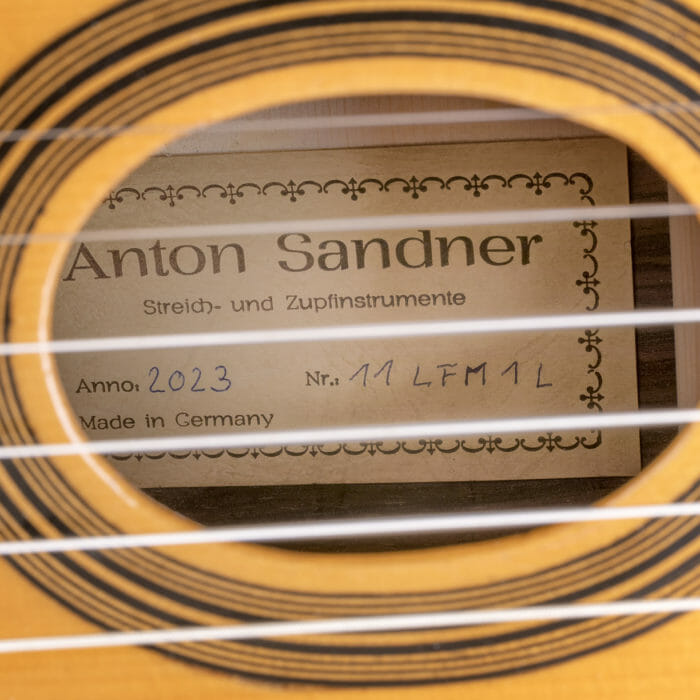 Anton Sandner
Streich- und Zupfinstrumente
Anno: 2023 Nr.: 11 LFM 1 L
Made in Germany